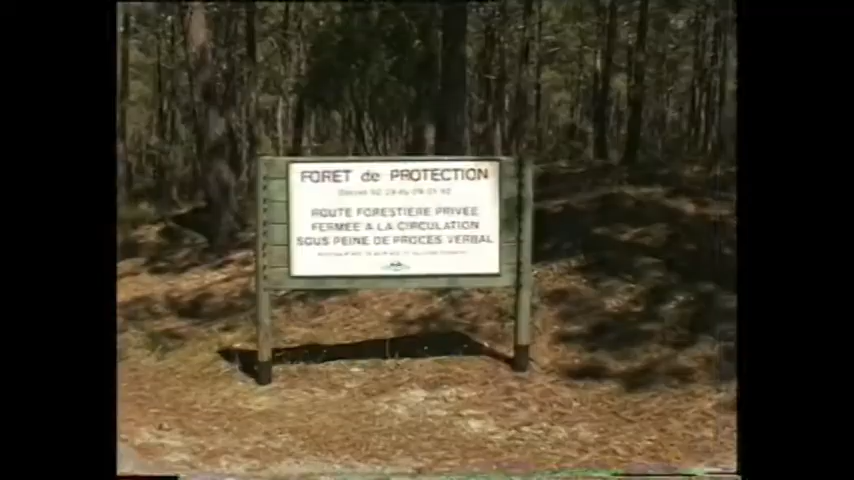 FORET de PROTECTION
ROUTE FORESTIERE PRIVEE
FERMEE A LA CIRCULATION
SOUS PEINE DE PROCES VERBAL